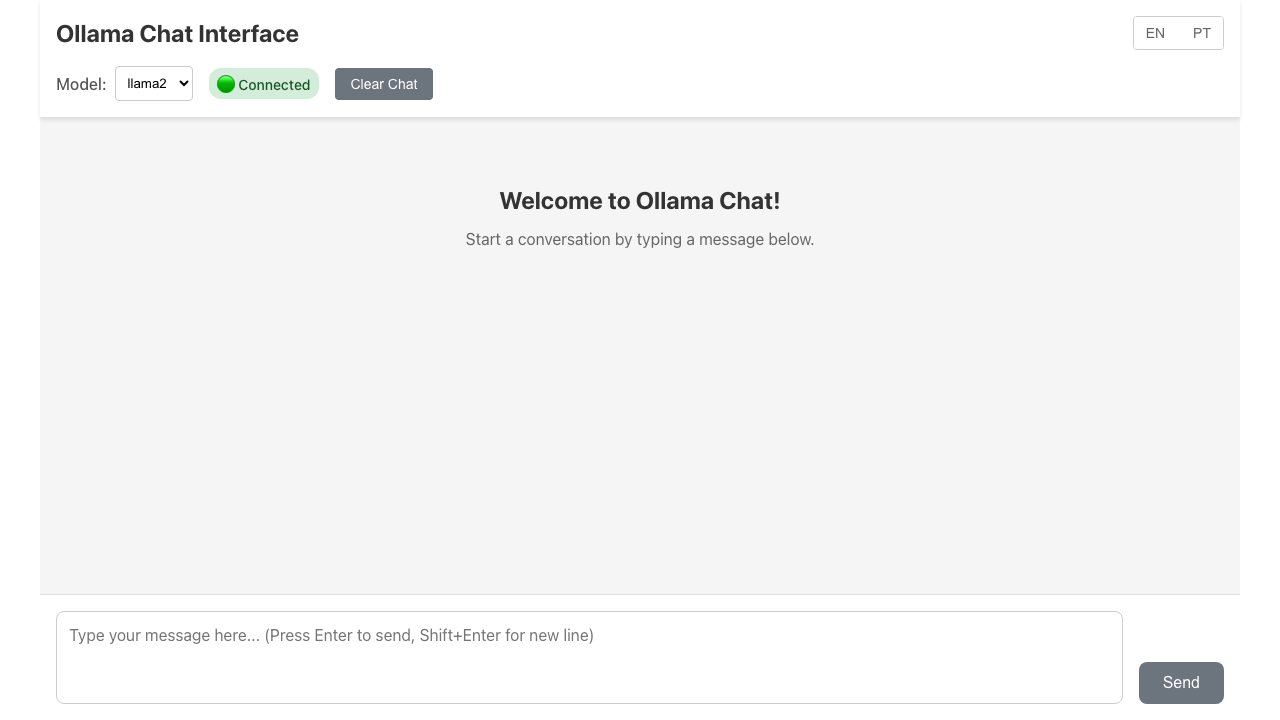 Ollama Chat Interface
EN PT
Model: llama2 Connected Clear Chat
Welcome to Ollama Chat!
Start a conversation by typing a message below.
Type your message here... (Press Enter to send, Shift+Enter for new line)
Send